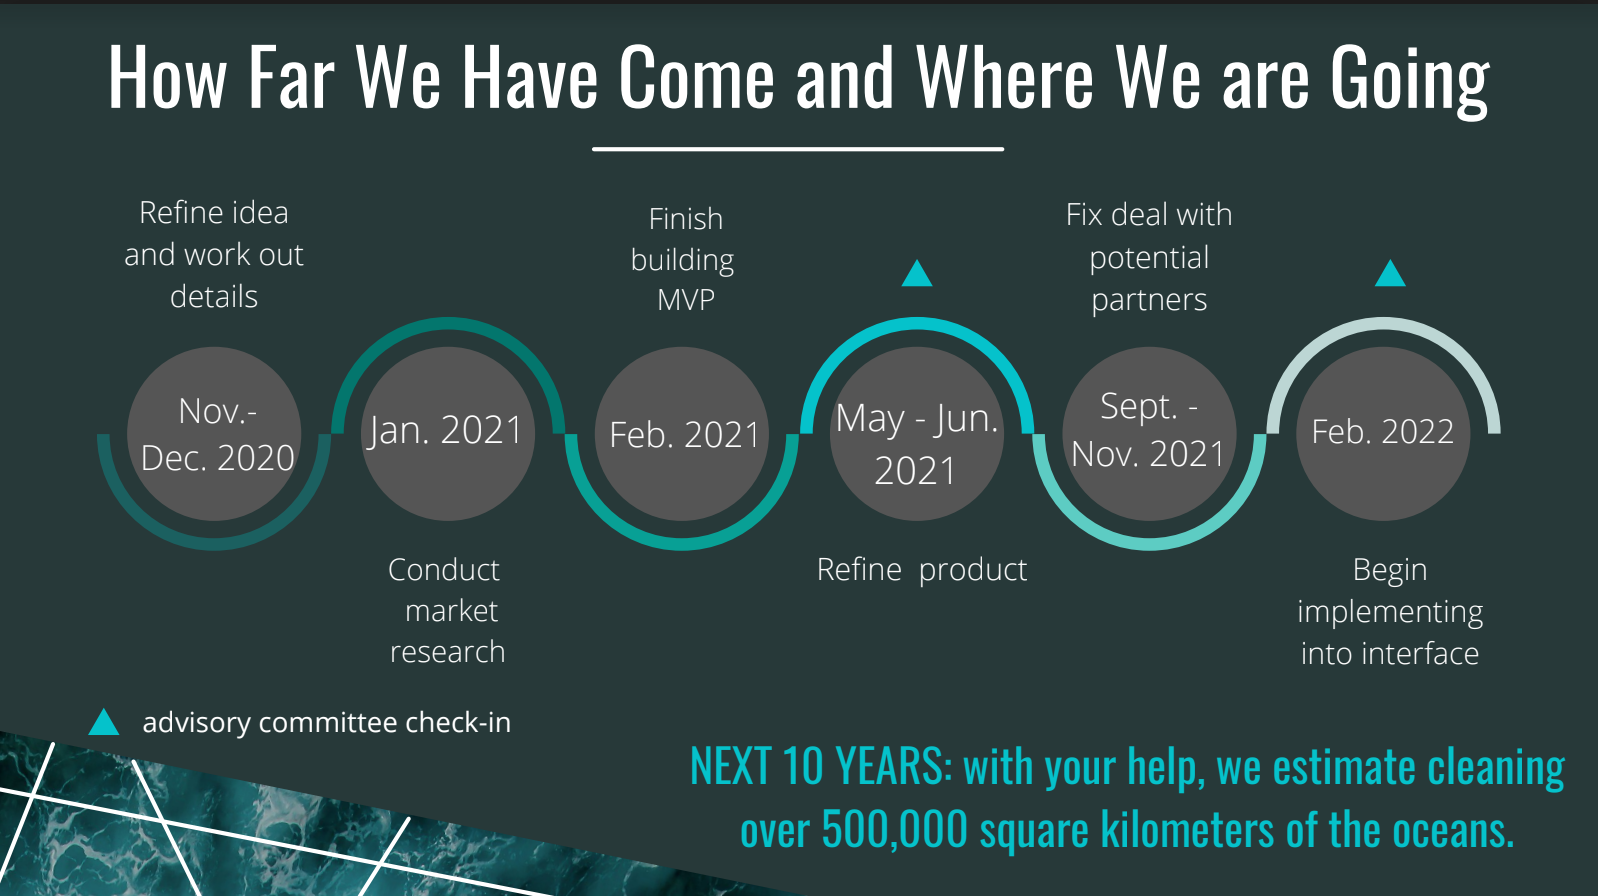 How Far We Have Come and Where We are Going
Refine idea
and work out
details
Nov.-
Dec. 2020
Jan. 2021
Conduct
market
research
Finish
building
MVP
Feb. 2021
May - Jun.
2021
Refine product
Fix deal with
potential
partners
Sept. -
Nov. 2021
Feb. 2022
Begin
implementing
into interface
advisory committee check-in
NEXT 10 YEARS: with your help, we estimate cleaning
over 500,000 square kilometers of the oceans.